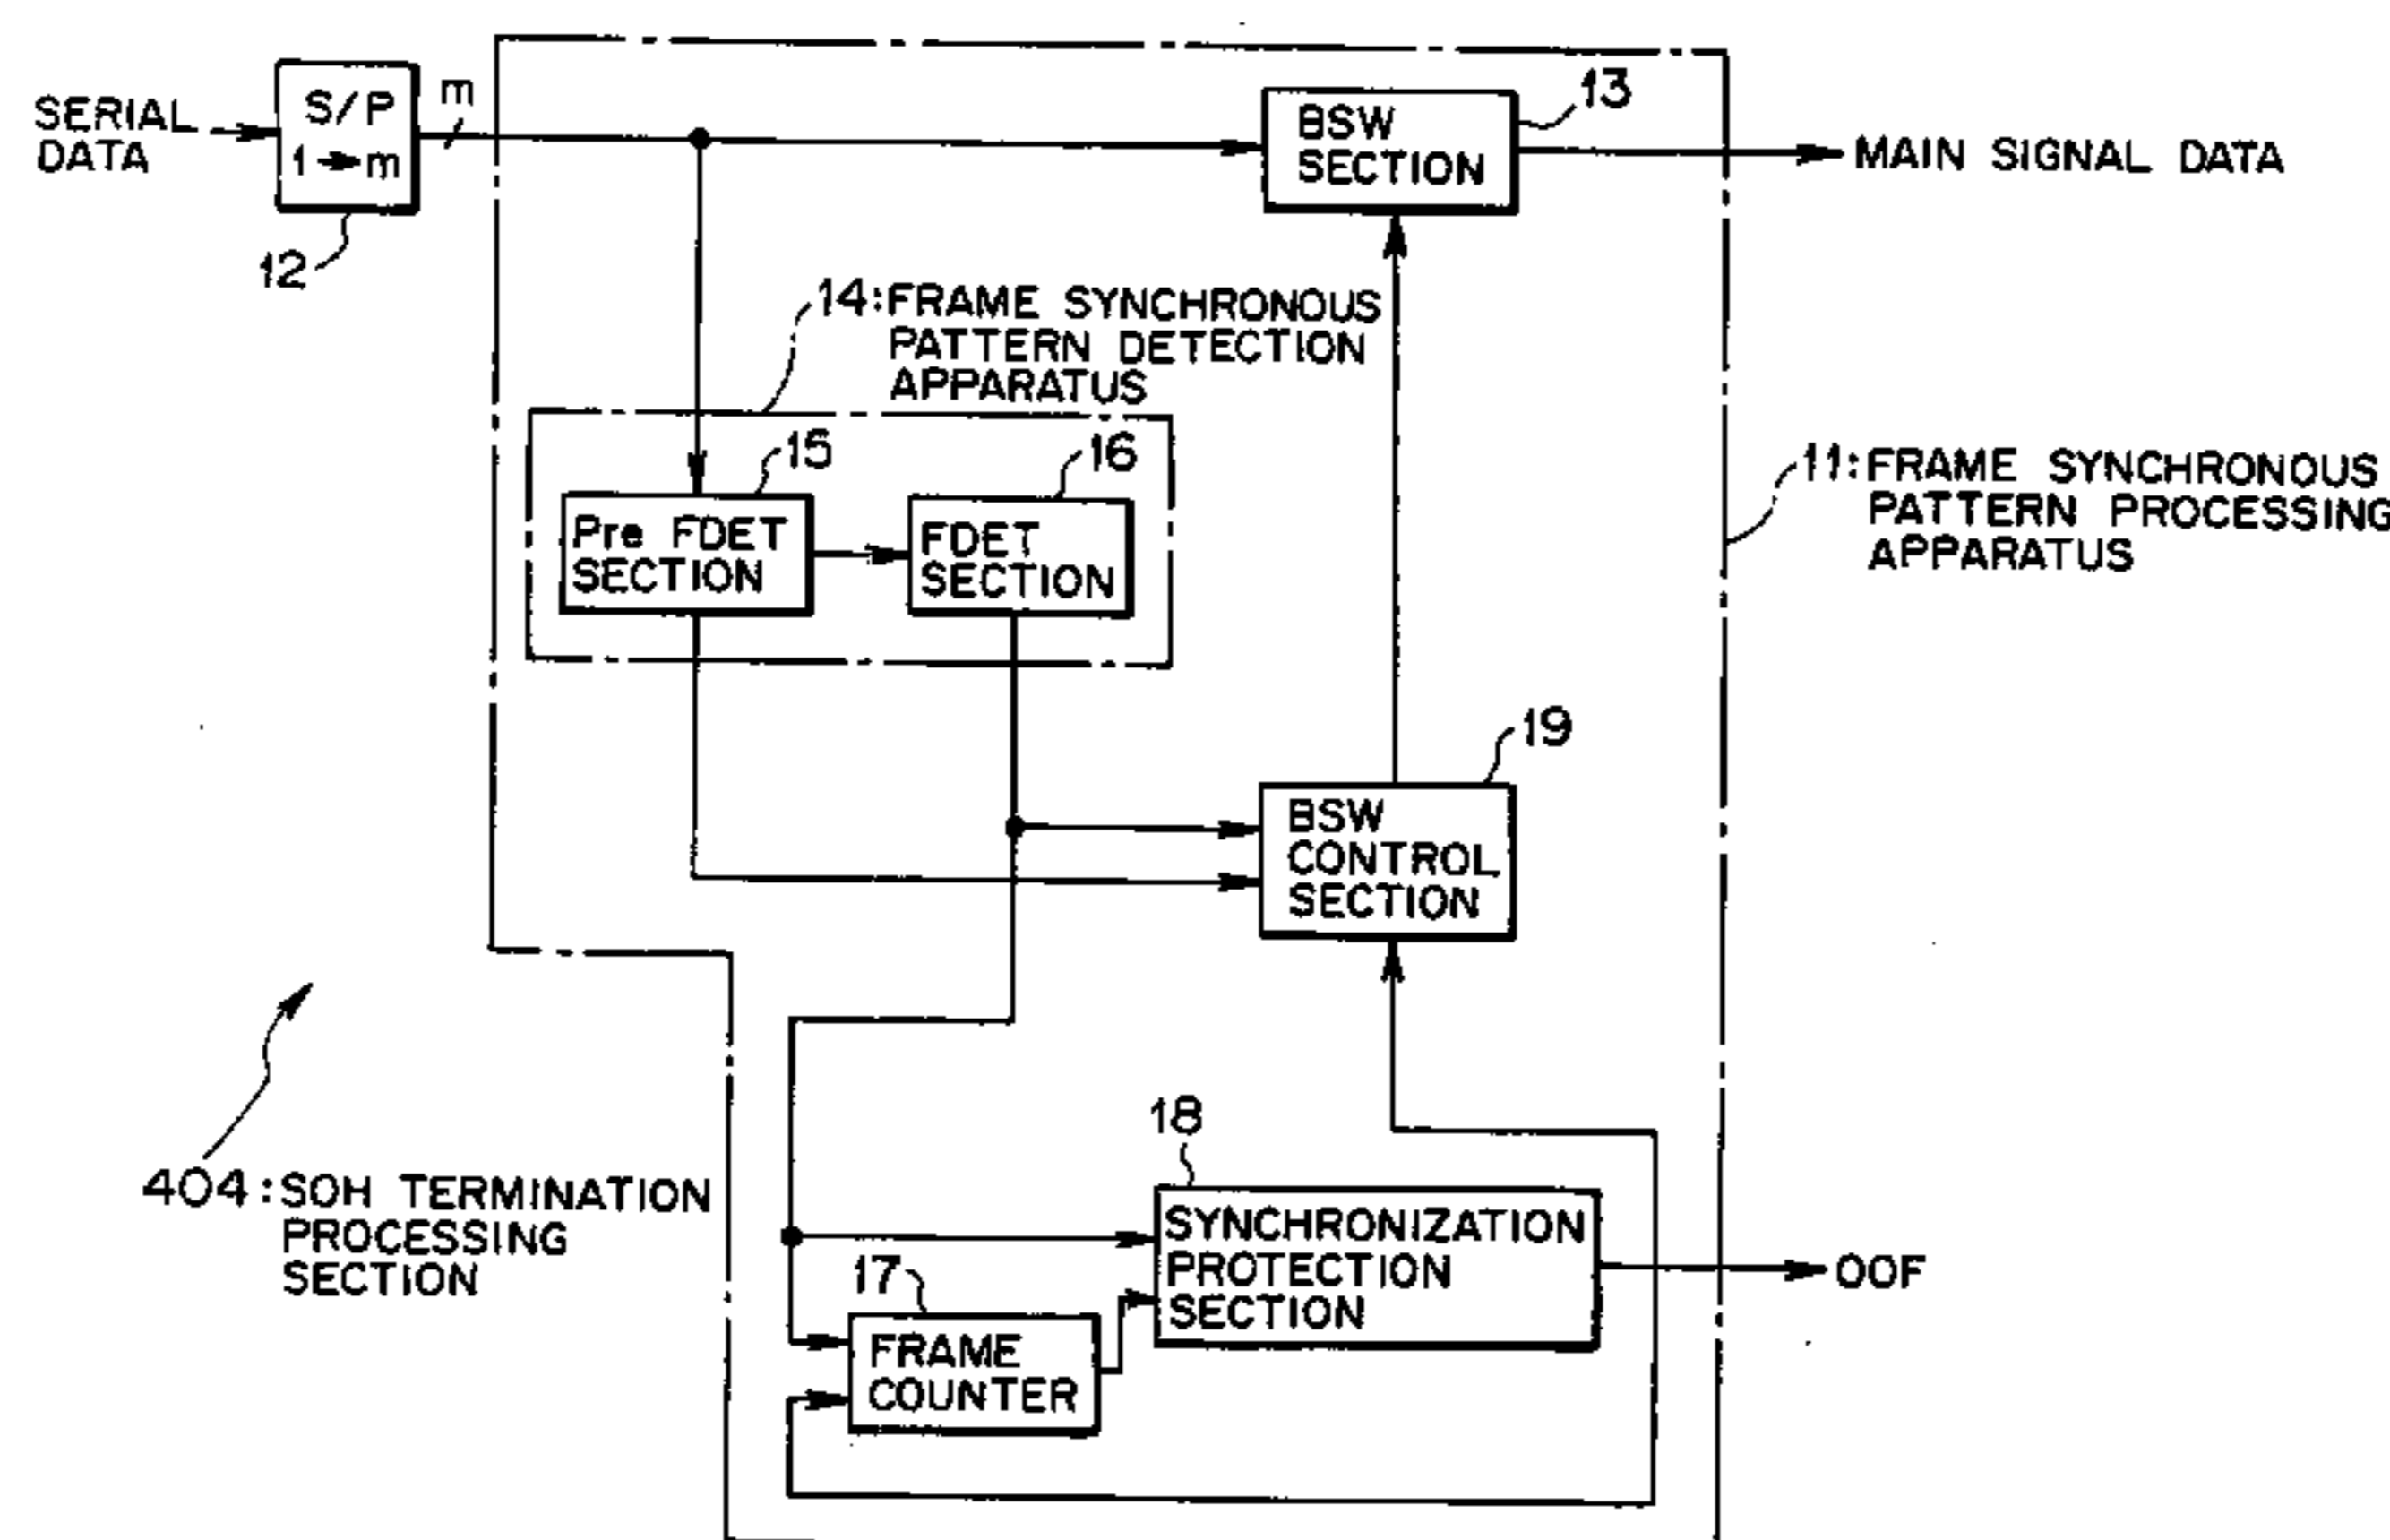 SERIAL
DATA
S/P
1→m
m
12
BSW
SECTION
13
MAIN SIGNAL DATA
14:FRAME SYNCHRONOUS
PATTERN DETECTION
APPARATUS
15
16
Pre FDET
SECTION
FDET
SECTION
11:FRAME SYNCHRONOUS
PATTERN PROCESSING
APPARATUS
19
BSW
CONTROL
SECTION
404:SOH TERMINATION
PROCESSING
SECTION
18
SYNCHRONIZATION
PROTECTION
SECTION
OOF
17
FRAME
COUNTER